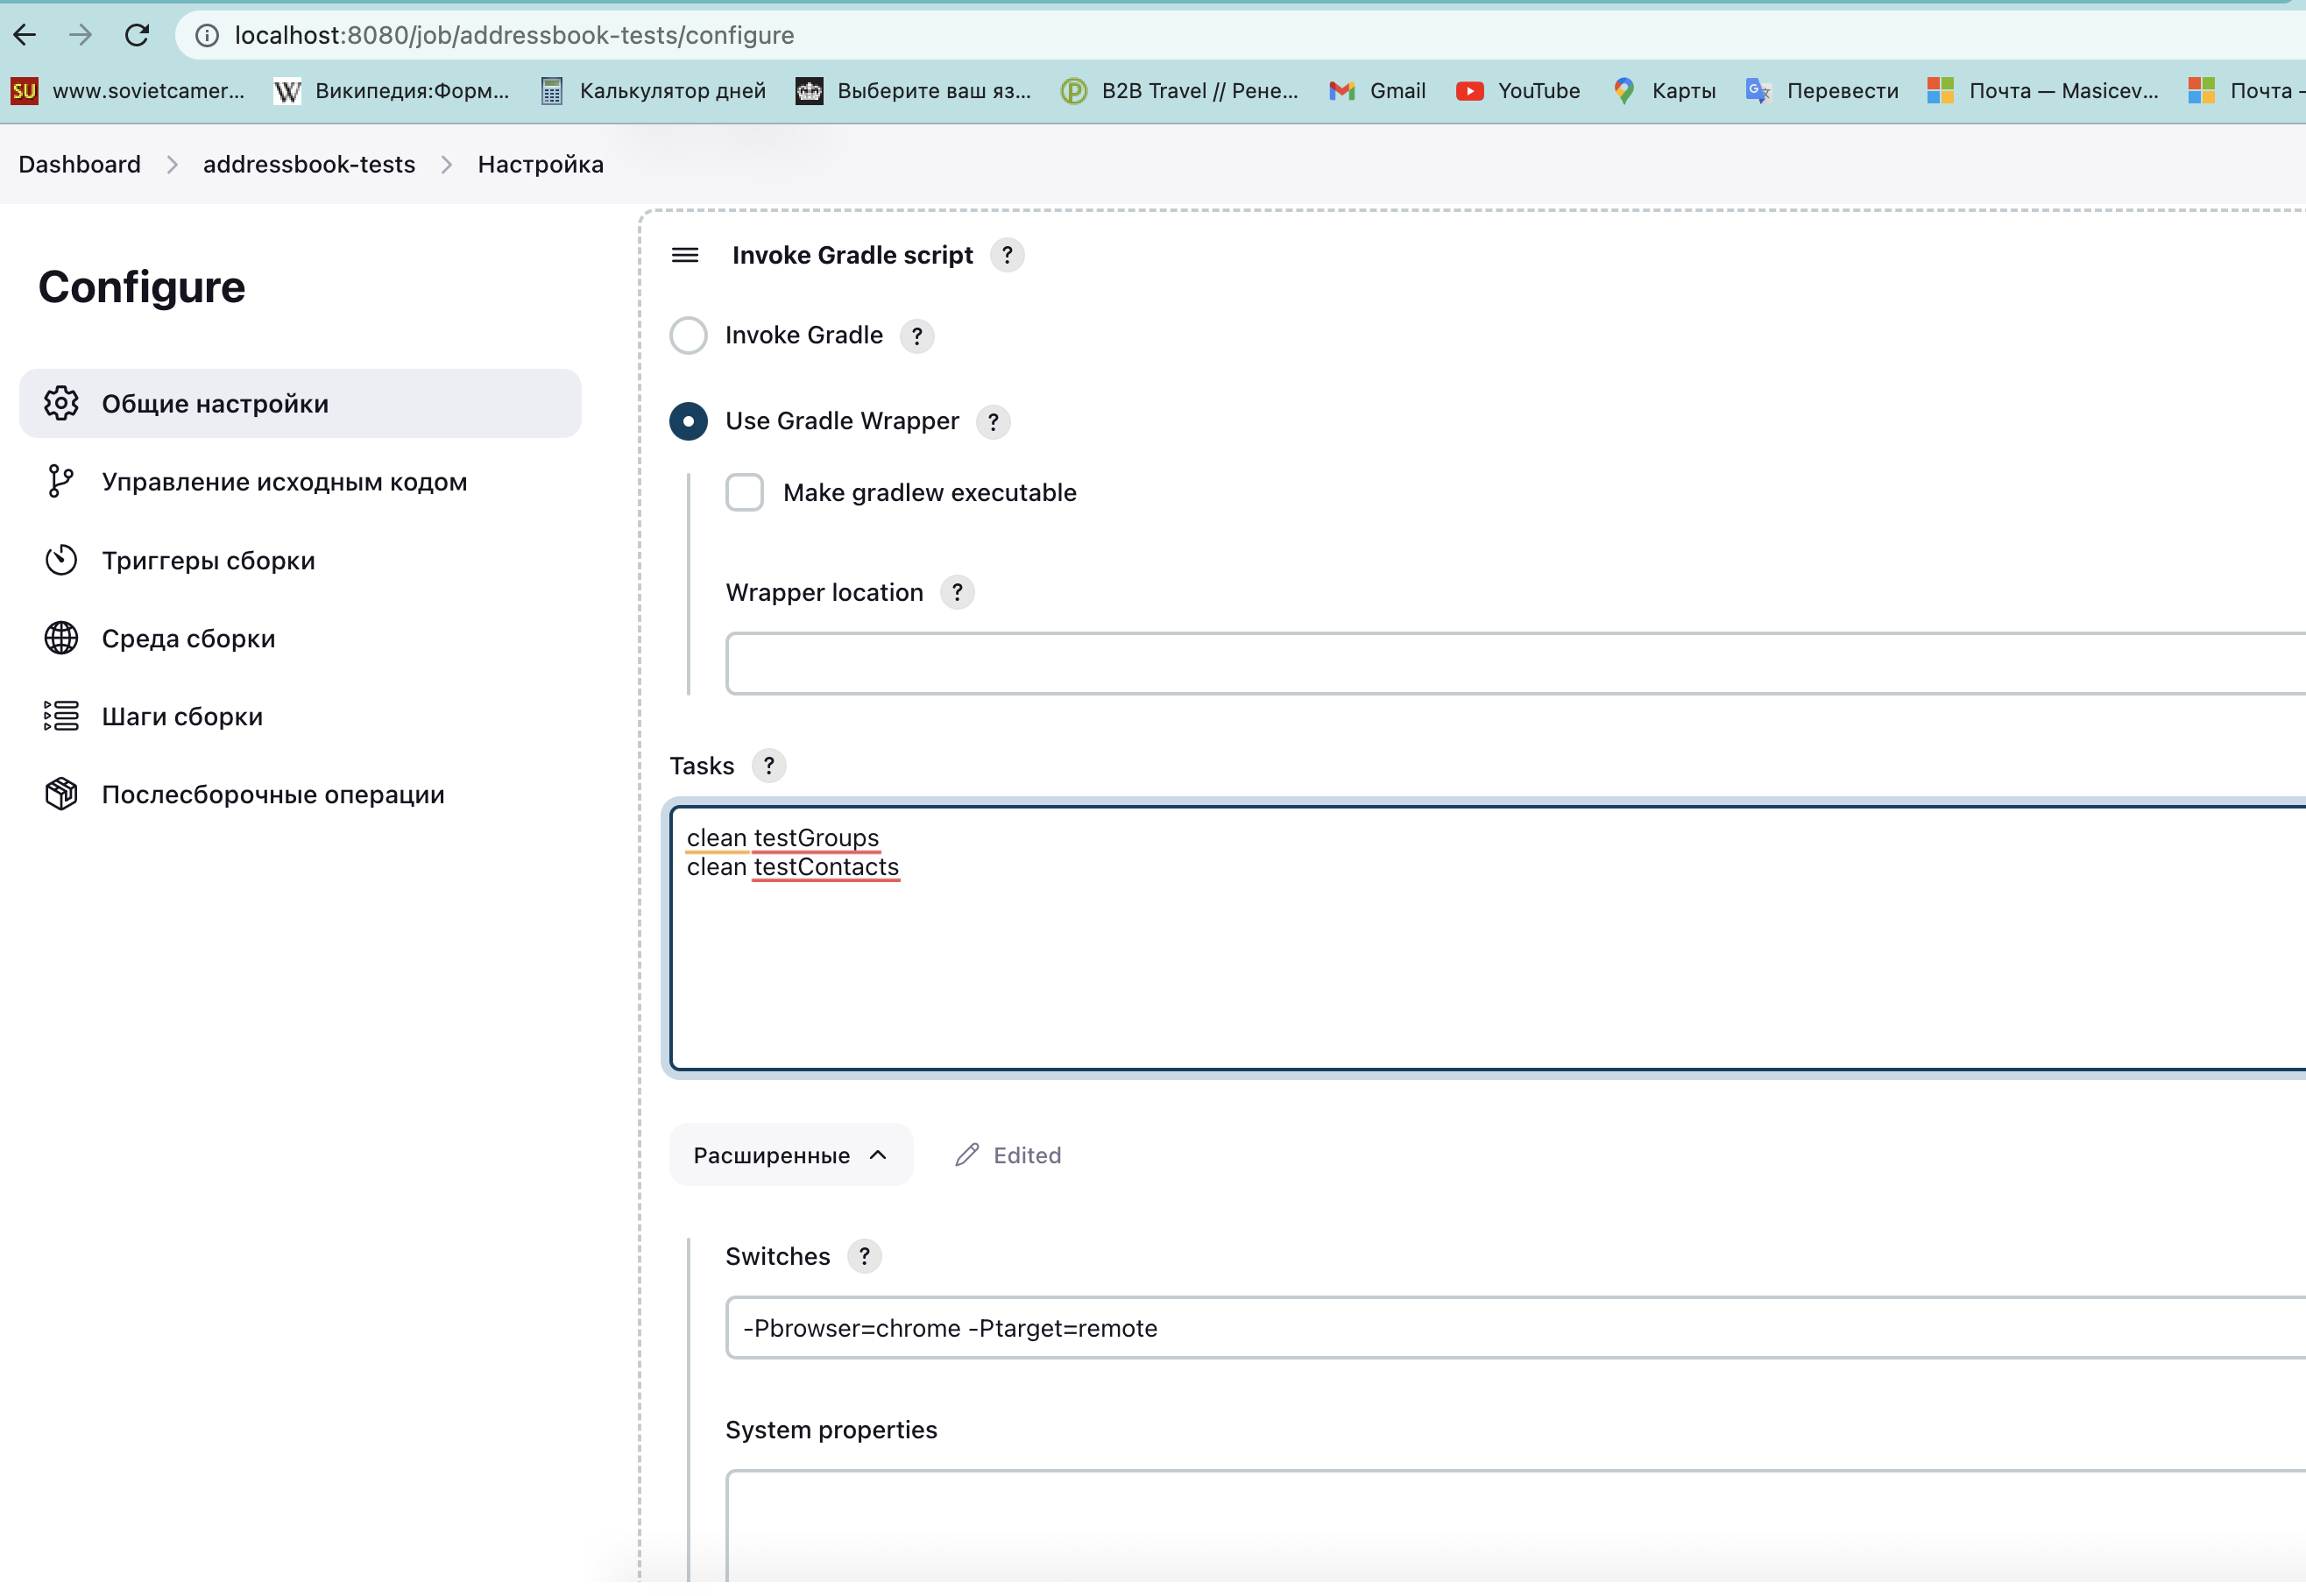 localhost:8080/job/addressbook-tests/configure
SU www.sovietcamer... W Википедия:Форм... Калькулятор дней Выберите ваш яз... B2B Travel // Рене... Gmail YouTube Карты Перевести Почта — Masicev... Почта -
Dashboard addressbook-tests Настройка
Configure
Общие настройки
Управление исходным кодом
Триггеры сборки
Среда сборки
Шаги сборки
Послесборочные операции
Invoke Gradle script ?
Invoke Gradle ?
Use Gradle Wrapper ?
Make gradlew executable
Wrapper location ?
Tasks ?
clean testGroups
clean testContacts
Расширенные Edited
Switches ?
-Pbrowser=chrome -Ptarget=remote
System properties